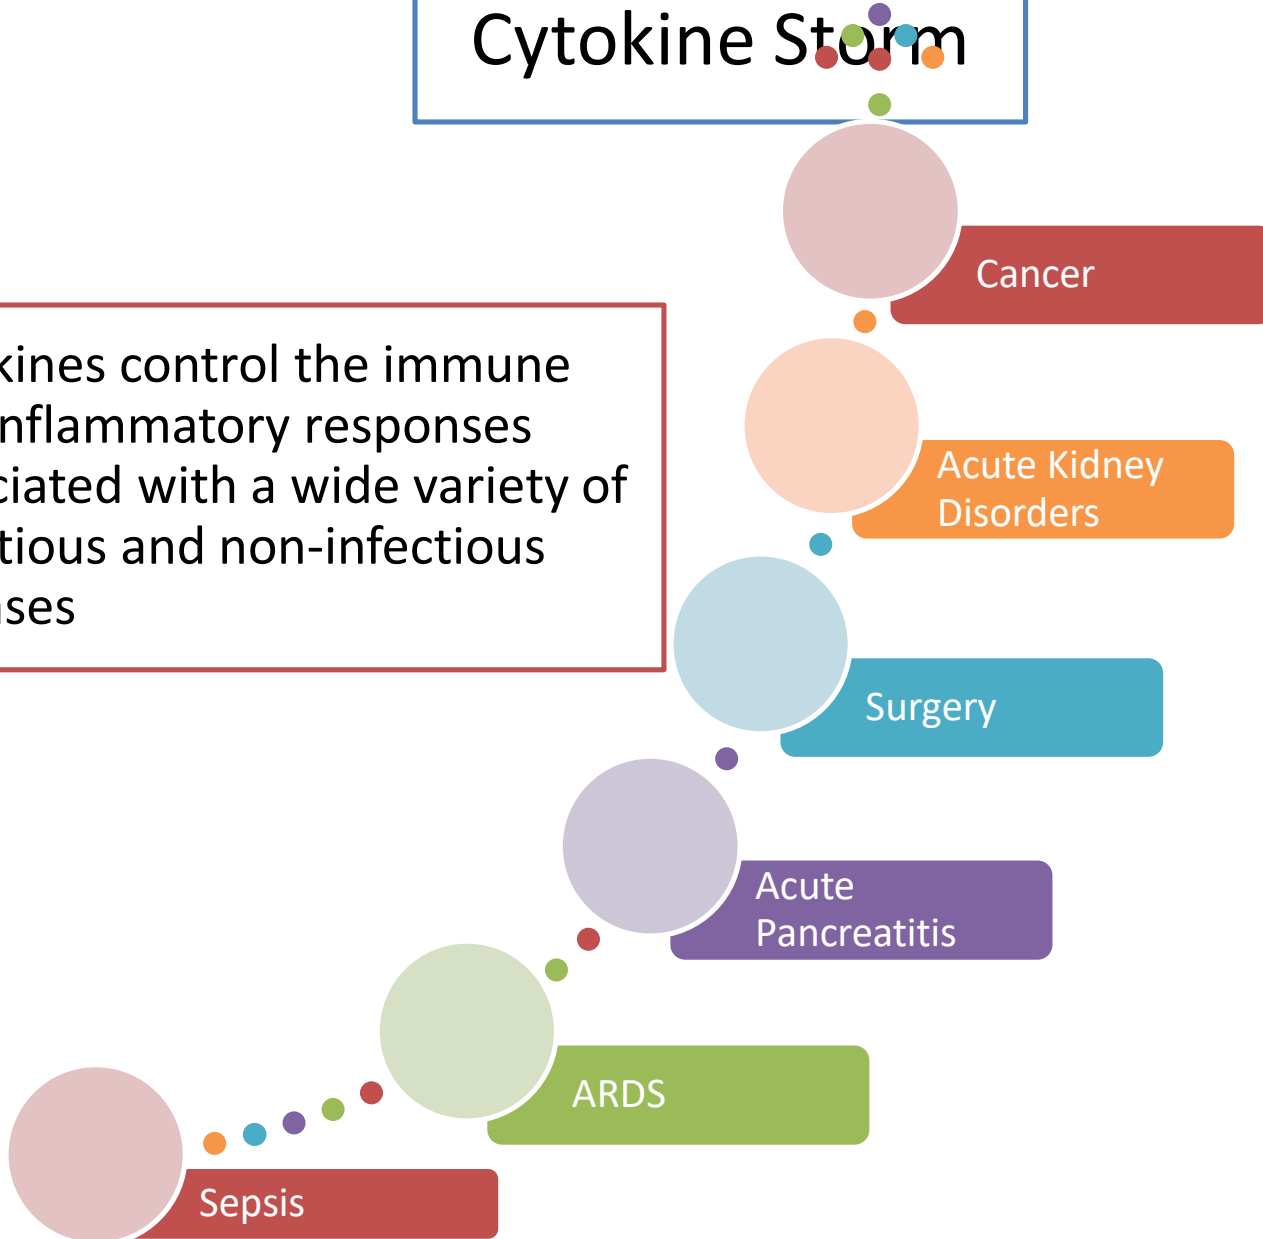 Cytokine Storm
Cancer
kines control the immune
nflammatory responses
ciated with a wide variety of
tious and non-infectious
ases
Acute Kidney
Disorders
Surgery
Acute
Pancreatitis
ARDS
Sepsis